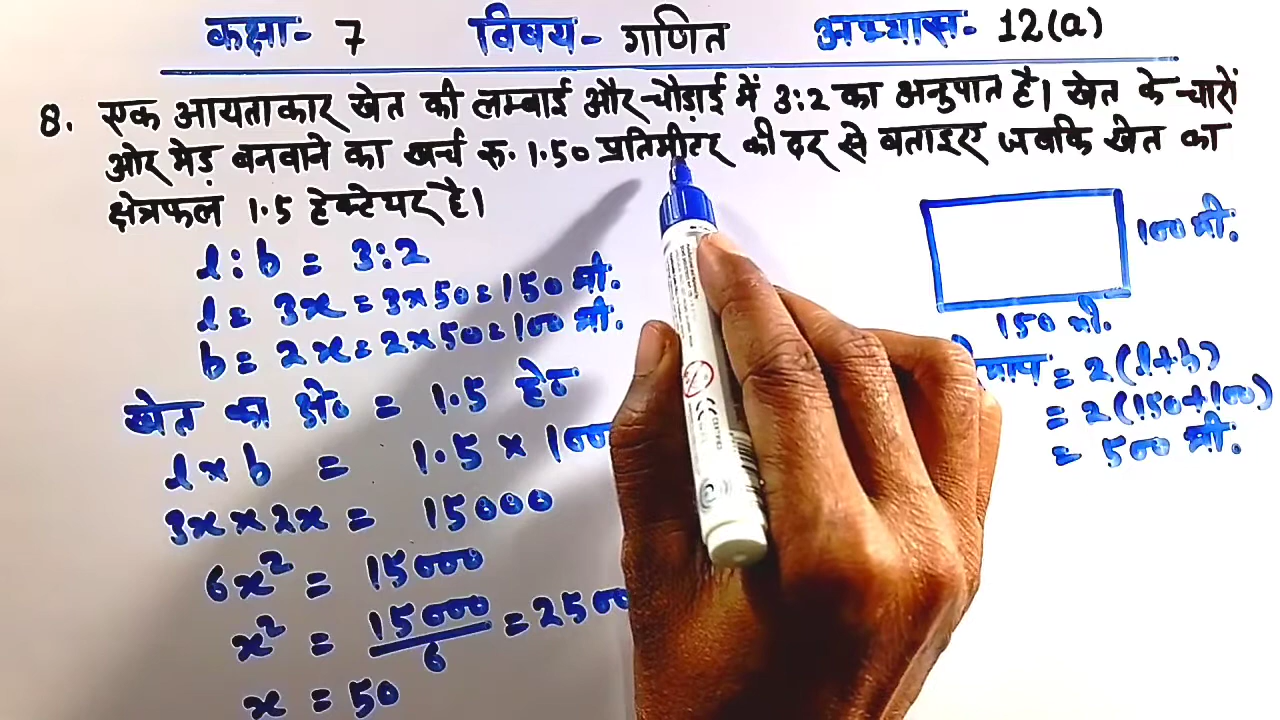 कक्षा- 7 विषय- गणित अभ्यास- 12(a)
8. एक आयताकार खेत की लम्बाई और चौड़ाई में 3:2 का अनुपात है। खेत के चारों
ओर मेड़ बनवाने का खर्च रु. 1.50 प्रतिमीटर की दर से बताइए जबकि खेत का
क्षेत्रफल 1.5 हेक्टेयर है।
l : b = 3:2
l = 3x = 3×50 = 150 मी.
b = 2x = 2×50 = 100 मी.
खेत का क्षे० = 1.5 हे०
l × b = 1.5 × 1000
3x × 2x = 15000
6x² = 15000
x² = 15000/6 = 2500
x = 50
100 मी.
150 मी.
= 2(l+b)
= 2(150+100)
= 500 मी.